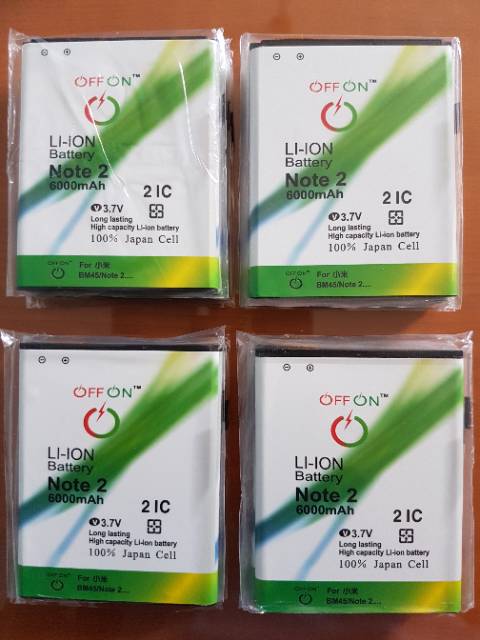 OFF ON™
LI-iON
Battery
Note 2
6000mAh
2 IC
V 3.7V
Long lasting
High capacity Li-ion battery
100% Japan Cell
OFF ON™
For 小米
BM45/Note 2....
OFF ON™
LI-ION
Battery
Note 2
6000mAh
2 IC
V 3.7V
Long lasting
High capacity Li-ion battery
100% Japan Cell
OFF ON
For 小米
BM45/Note 2....
OFF ON™
LI-ION
Battery
Note 2
6000mAh
2 IC
V 3.7V
Long lasting
High capacity Li-ion battery
100% Japan Cell
OFF ON
For 小米
BM45/Note 2....
OFF ON™
LI-ION
Battery
Note 2
6000mAh
2 IC
V 3.7V
Long lasting
High capacity Li-ion battery
100% Japan Cell
OFF ON
For 小米
BM45/Note 2....